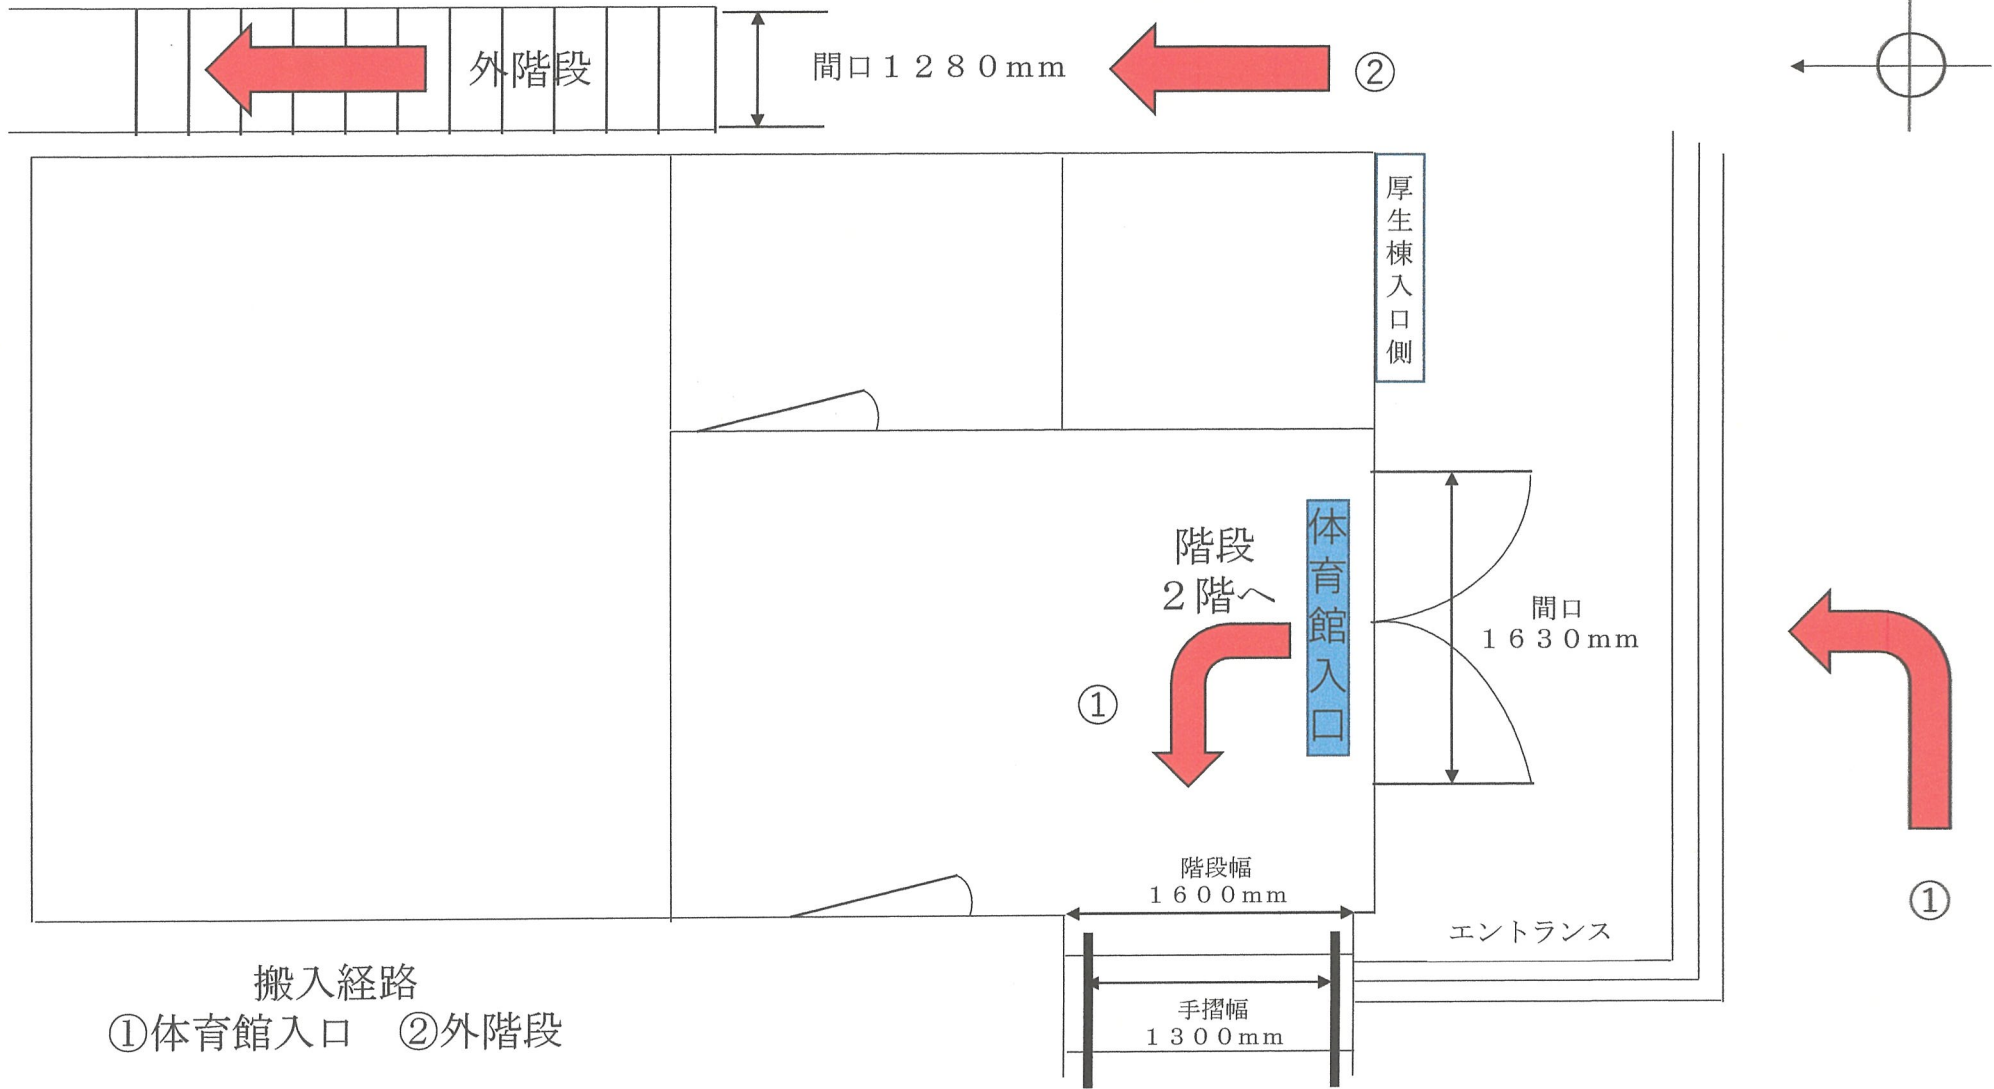 外階段
間口１２８０mm
②
厚生棟入口側
階段
２階へ
体育館入口
間口
１６３０mm
①
階段幅
１６００mm
①
エントランス
手摺幅
１３００mm
搬入経路
①体育館入口　②外階段